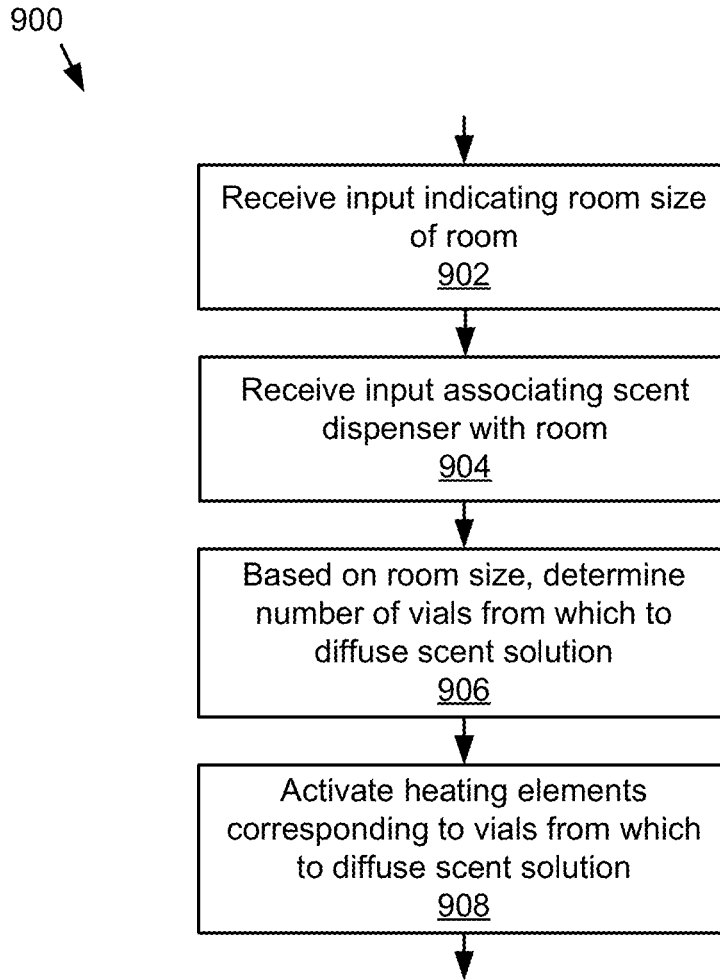 900
Receive input indicating room size
of room
902
Receive input associating scent
dispenser with room
904
Based on room size, determine
number of vials from which to
diffuse scent solution
906
Activate heating elements
corresponding to vials from which
to diffuse scent solution
908